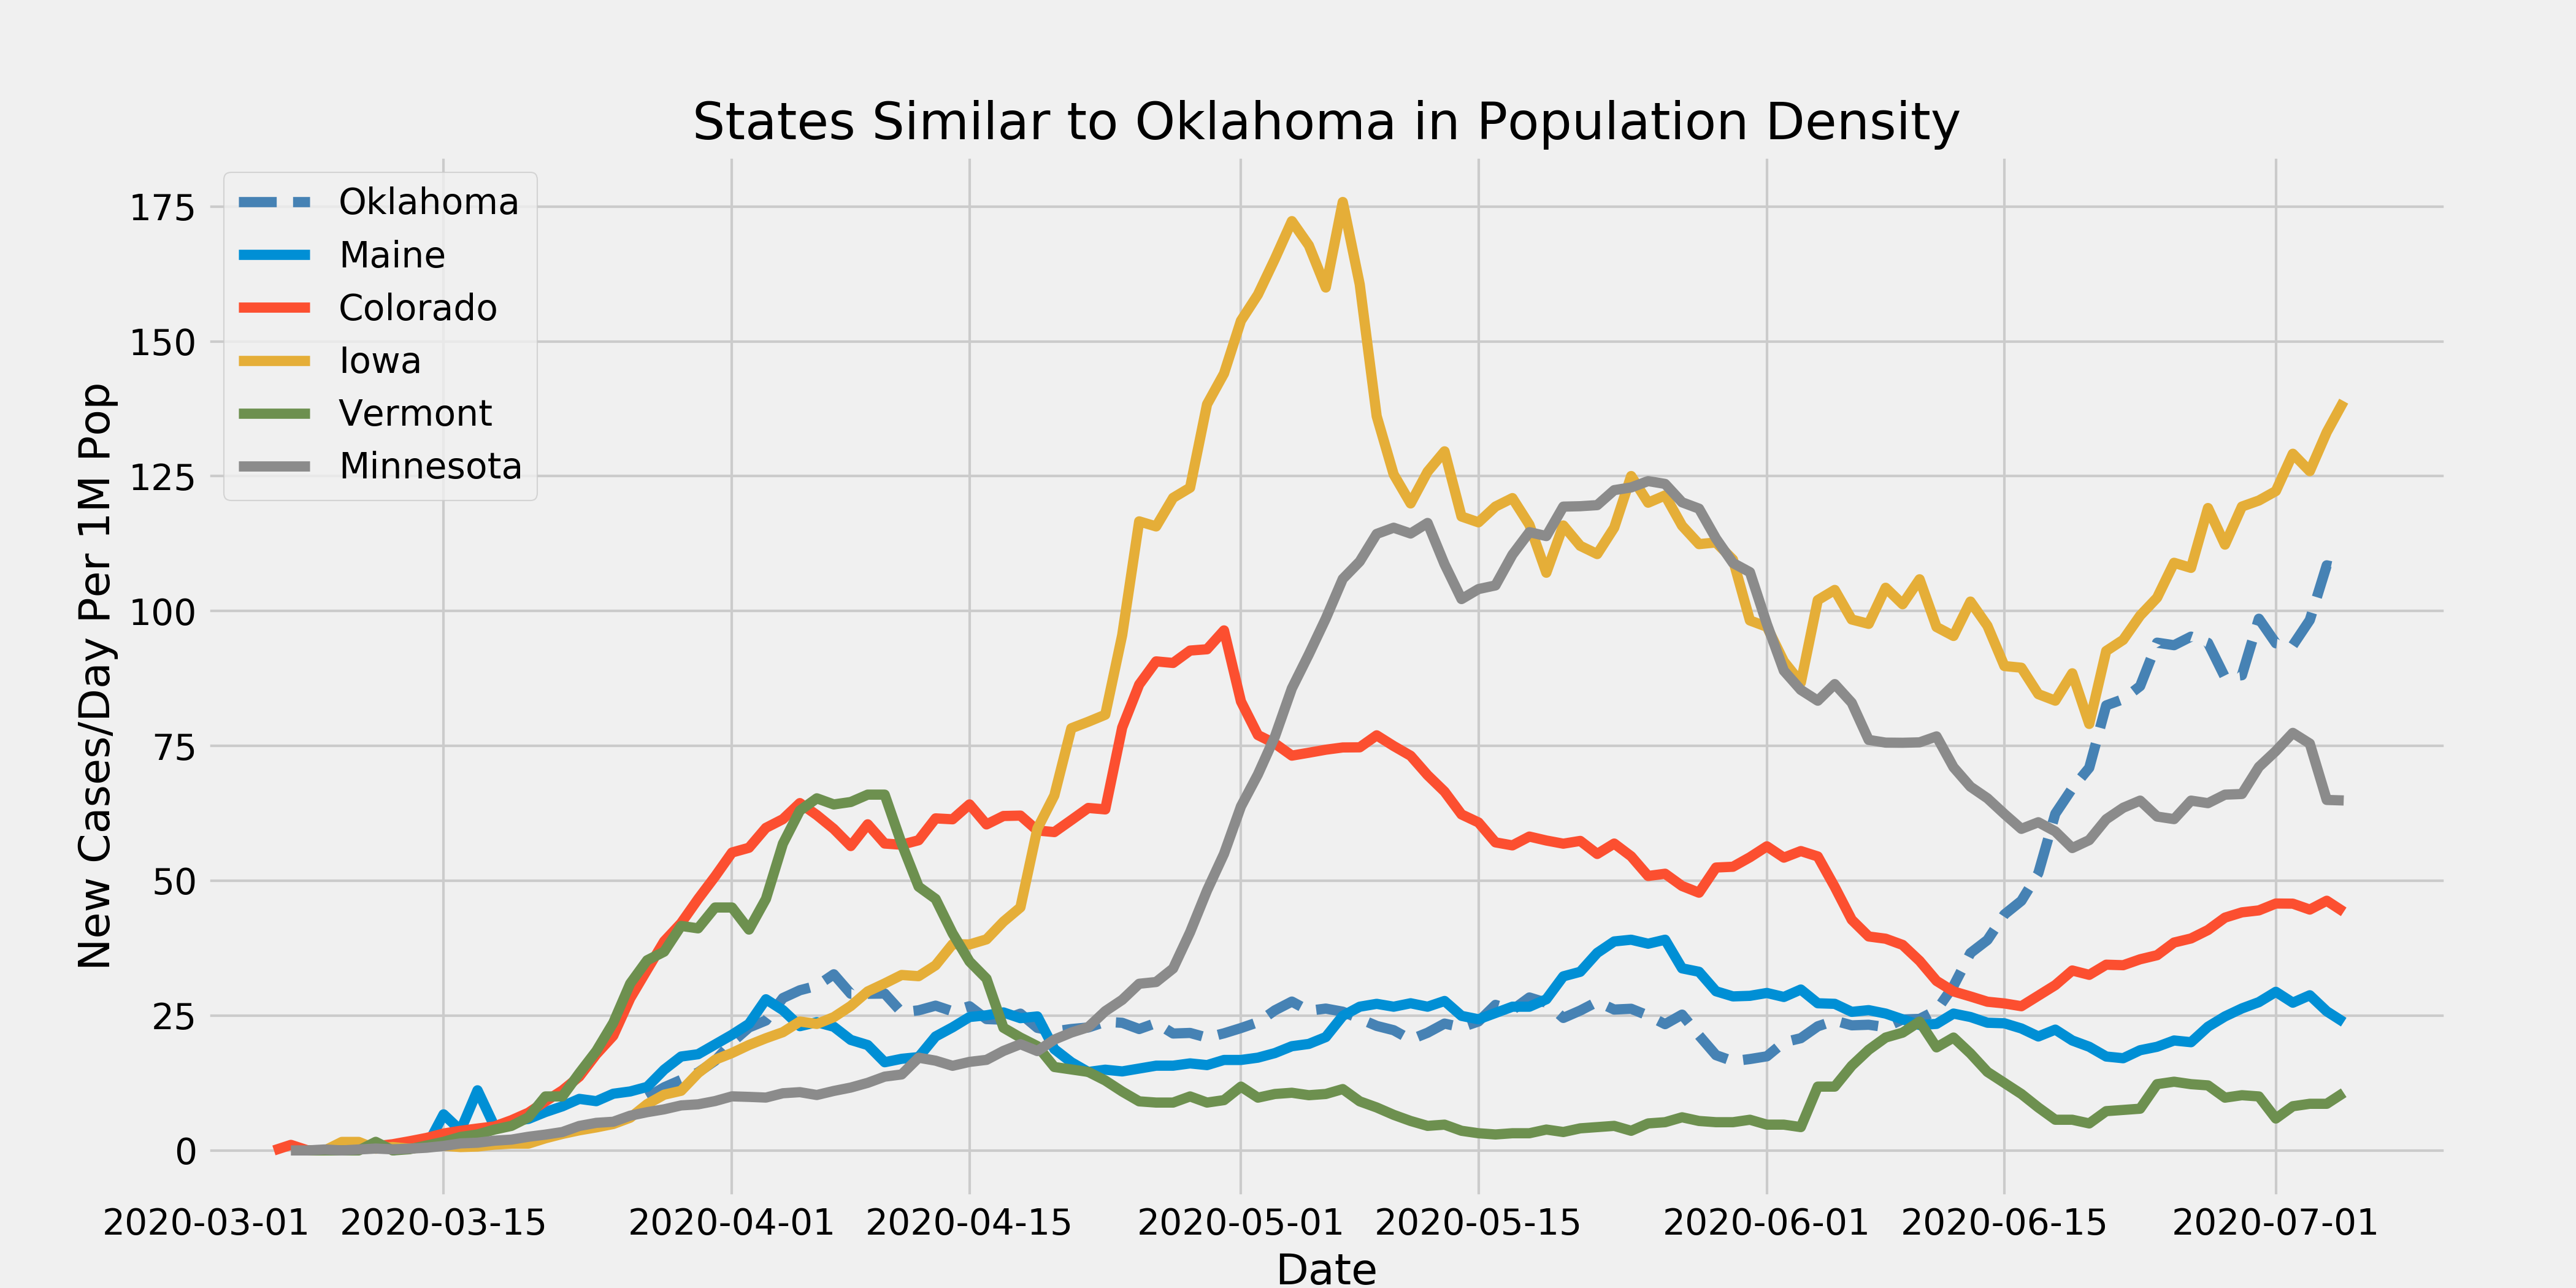 States Similar to Oklahoma in Population Density
Oklahoma
Maine
Colorado
Iowa
Vermont
Minnesota
New Cases/Day Per 1M Pop
175
150
125
100
75
50
25
0
2020-03-01 2020-03-15 2020-04-01 2020-04-15 2020-05-01 2020-05-15 2020-06-01 2020-06-15 2020-07-01
Date